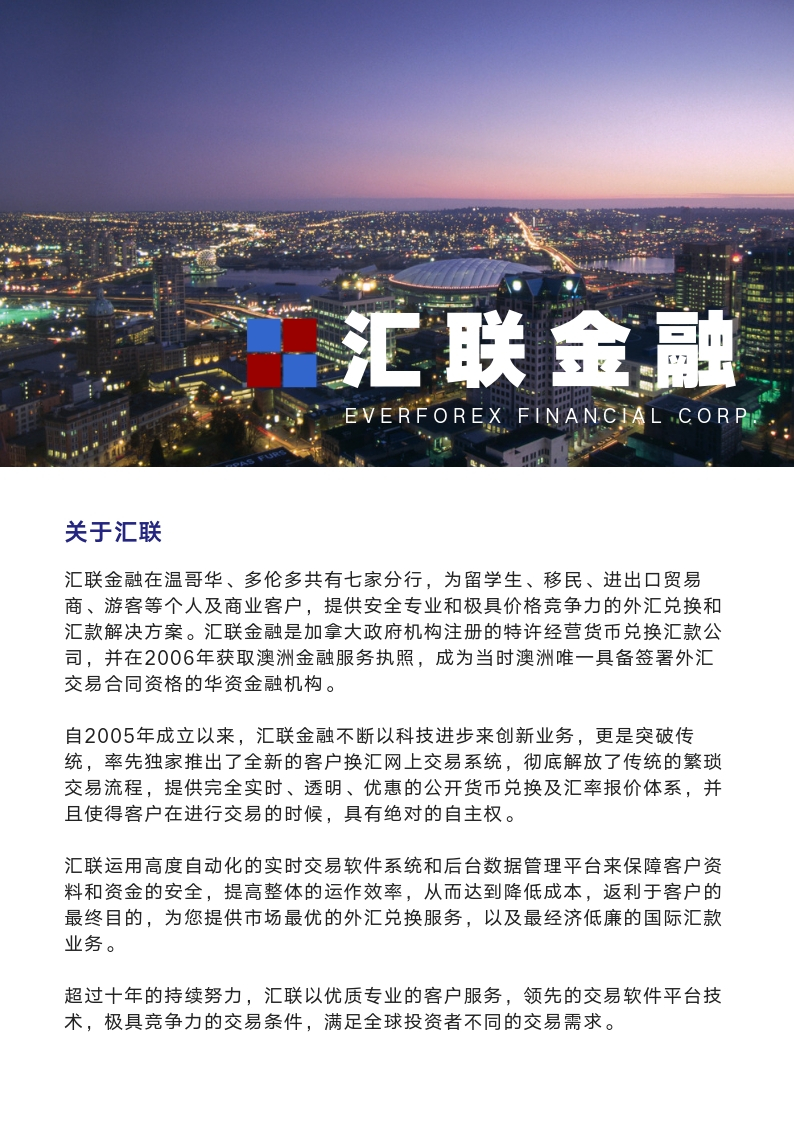 汇联金融
EVERFOREX FINANCIAL CORP.
关于汇联
汇联金融在温哥华、多伦多共有七家分行，为留学生、移民、进出口贸易
商、游客等个人及商业客户，提供安全专业和极具价格竞争力的外汇兑换和
汇款解决方案。汇联金融是加拿大政府机构注册的特许经营货币兑换汇款公
司，并在2006年获取澳洲金融服务执照，成为当时澳洲唯一具备签署外汇
交易合同资格的华资金融机构。
自2005年成立以来，汇联金融不断以科技进步来创新业务，更是突破传
统，率先独家推出了全新的客户换汇网上交易系统，彻底解放了传统的繁琐
交易流程，提供完全实时、透明、优惠的公开货币兑换及汇率报价体系，并
且使得客户在进行交易的时候，具有绝对的自主权。
汇联运用高度自动化的实时交易软件系统和后台数据管理平台来保障客户资
料和资金的安全，提高整体的运作效率，从而达到降低成本，返利于客户的
最终目的，为您提供市场最优的外汇兑换服务，以及最经济低廉的国际汇款
业务。
超过十年的持续努力，汇联以优质专业的客户服务，领先的交易软件平台技
术，极具竞争力的交易条件，满足全球投资者不同的交易需求。